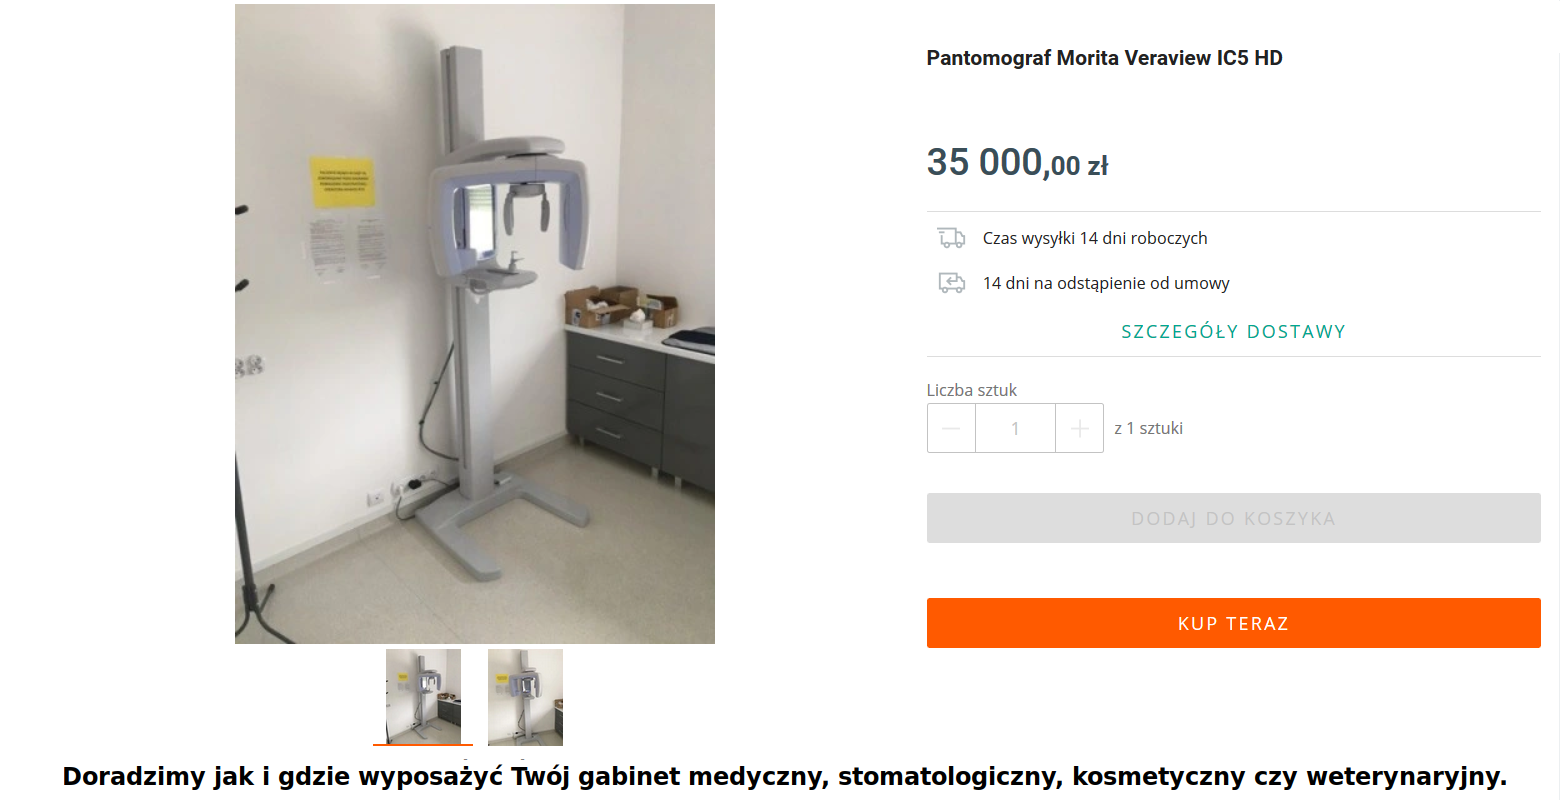 Pantomograf Morita Veraview IC5 HD
35 000,00 zł
Czas wysyłki 14 dni roboczych
14 dni na odstąpienie od umowy
SZCZEGÓŁY DOSTAWY
Liczba sztuk
1
z 1 sztuki
DODAJ DO KOSZYKA
KUP TERAZ
Doradzimy jak i gdzie wyposażyć Twój gabinet medyczny, stomatologiczny, kosmetyczny czy weterynaryjny.